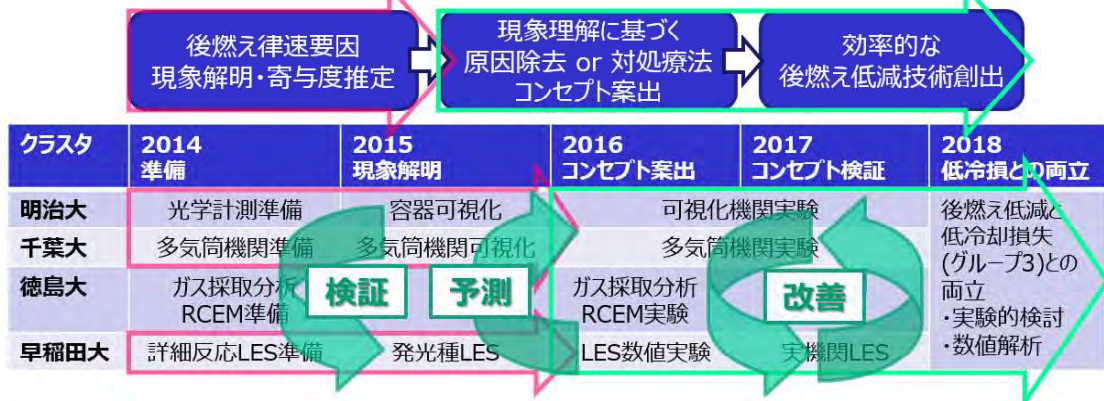 後燃え律速要因
現象解明・寄与度推定
現象理解に基づく
原因除去 or 対処療法
コンセプト案出
効率的な
後燃え低減技術創出
クラスタ
2014
準備
2015
現象解明
2016
コンセプト案出
2017
コンセプト検証
2018
低冷損との両立
明治大
光学計測準備
容器可視化
可視化機関実験
後燃え低減と
低冷却損失
(グループ3)との
両立
・実験的検討
・数値解析
千葉大
多気筒機関準備
多気筒機関可視化
多気筒機関実験
徳島大
ガス採取分析
RCEM準備
検証
予測
ガス採取分析
RCEM実験
改善
早稲田大
詳細反応LES準備
発光種LES
LES数値実験
実機関LES